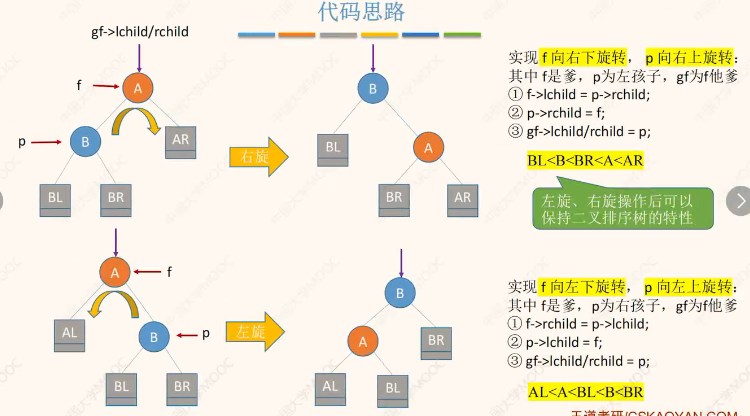 代码思路
gf->lchild/rchild
f
A
p
B
AR
BL
BR
右旋
B
BL
A
BR
AR
实现 f 向右下旋转， p 向右上旋转：
其中 f是爹，p为左孩子，gf为f他爹
① f->lchild = p->rchild;
② p->rchild = f;
③ gf->lchild/rchild = p;
BL<B<BR<A<AR
左旋、右旋操作后可以
保持二叉排序树的特性
A
f
AL
B
p
BL
BR
左旋
B
A
BR
AL
BL
实现 f 向左下旋转， p 向左上旋转：
其中 f是爹，p为右孩子，gf为f他爹
① f->rchild = p->lchild;
② p->lchild = f;
③ gf->lchild/rchild = p;
AL<A<BL<B<BR
王道考研/CSKAOYAN.COM